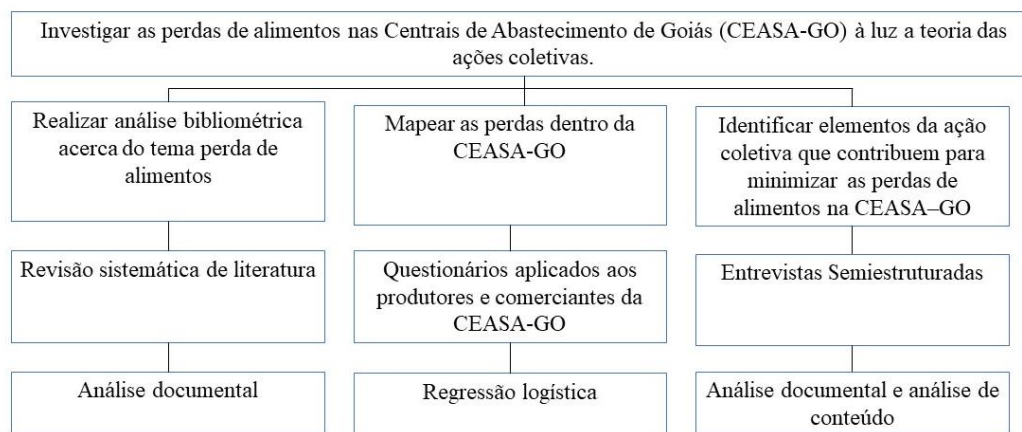 Investigar as perdas de alimentos nas Centrais de Abastecimento de Goiás (CEASA-GO) à luz a teoria das
ações coletivas.
Realizar análise bibliométrica
acerca do tema perda de
alimentos
Mapear as perdas dentro da
CEASA-GO
Identificar elementos da ação
coletiva que contribuem para
minimizar as perdas de
alimentos na CEASA–GO
Revisão sistemática de literatura
Questionários aplicados aos
produtores e comerciantes da
CEASA-GO
Entrevistas Semiestruturadas
Análise documental
Regressão logística
Análise documental e análise de
conteúdo